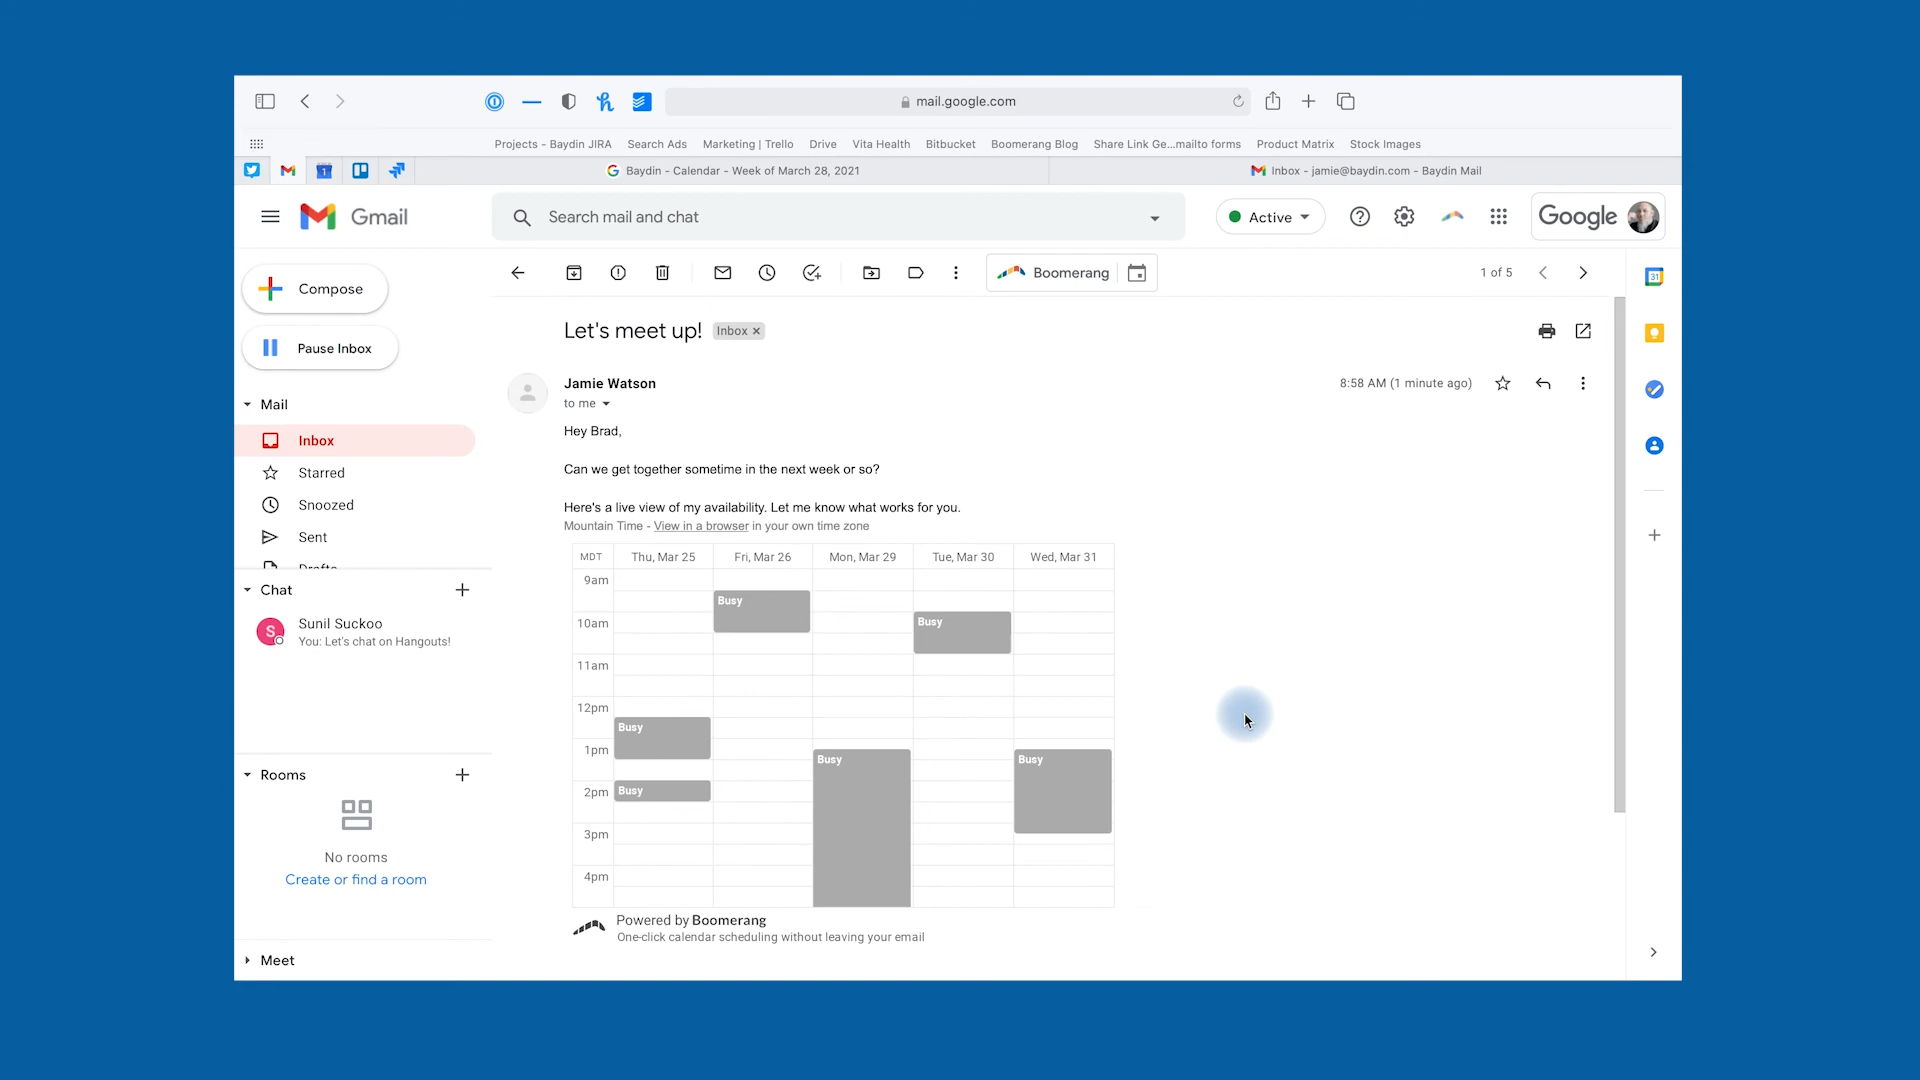 mail.google.com
Projects - Baydin JIRA Search Ads Marketing | Trello Drive Vita Health Bitbucket Boomerang Blog Share Link Ge...mailto forms Product Matrix Stock Images
Baydin - Calendar - Week of March 28, 2021
Inbox - jamie@baydin.com - Baydin Mail
Gmail
Search mail and chat
Active
Google
Compose
Boomerang
1 of 5
Pause Inbox
Let's meet up! Inbox
Jamie Watson
8:58 AM (1 minute ago)
to me
Mail
Inbox
Starred
Snoozed
Sent
Drafts
Hey Brad,
Can we get together sometime in the next week or so?
Here's a live view of my availability. Let me know what works for you.
Mountain Time - View in a browser in your own time zone
MDT Thu, Mar 25 Fri, Mar 26 Mon, Mar 29 Tue, Mar 30 Wed, Mar 31
9am
Busy
10am
Busy
11am
12pm
Busy
1pm
Busy
Busy
2pm
Busy
3pm
4pm
Powered by Boomerang
One-click calendar scheduling without leaving your email
Chat
S
Sunil Suckoo
You: Let's chat on Hangouts!
Rooms
No rooms
Create or find a room
Meet
31